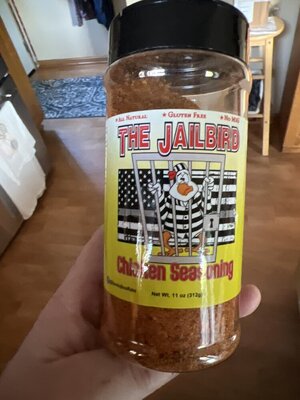 ★ All Natural ★ Gluten Free ★ No MSG
THE JAILBIRD
Chicken Seasoning
Net Wt. 11 oz (312g)